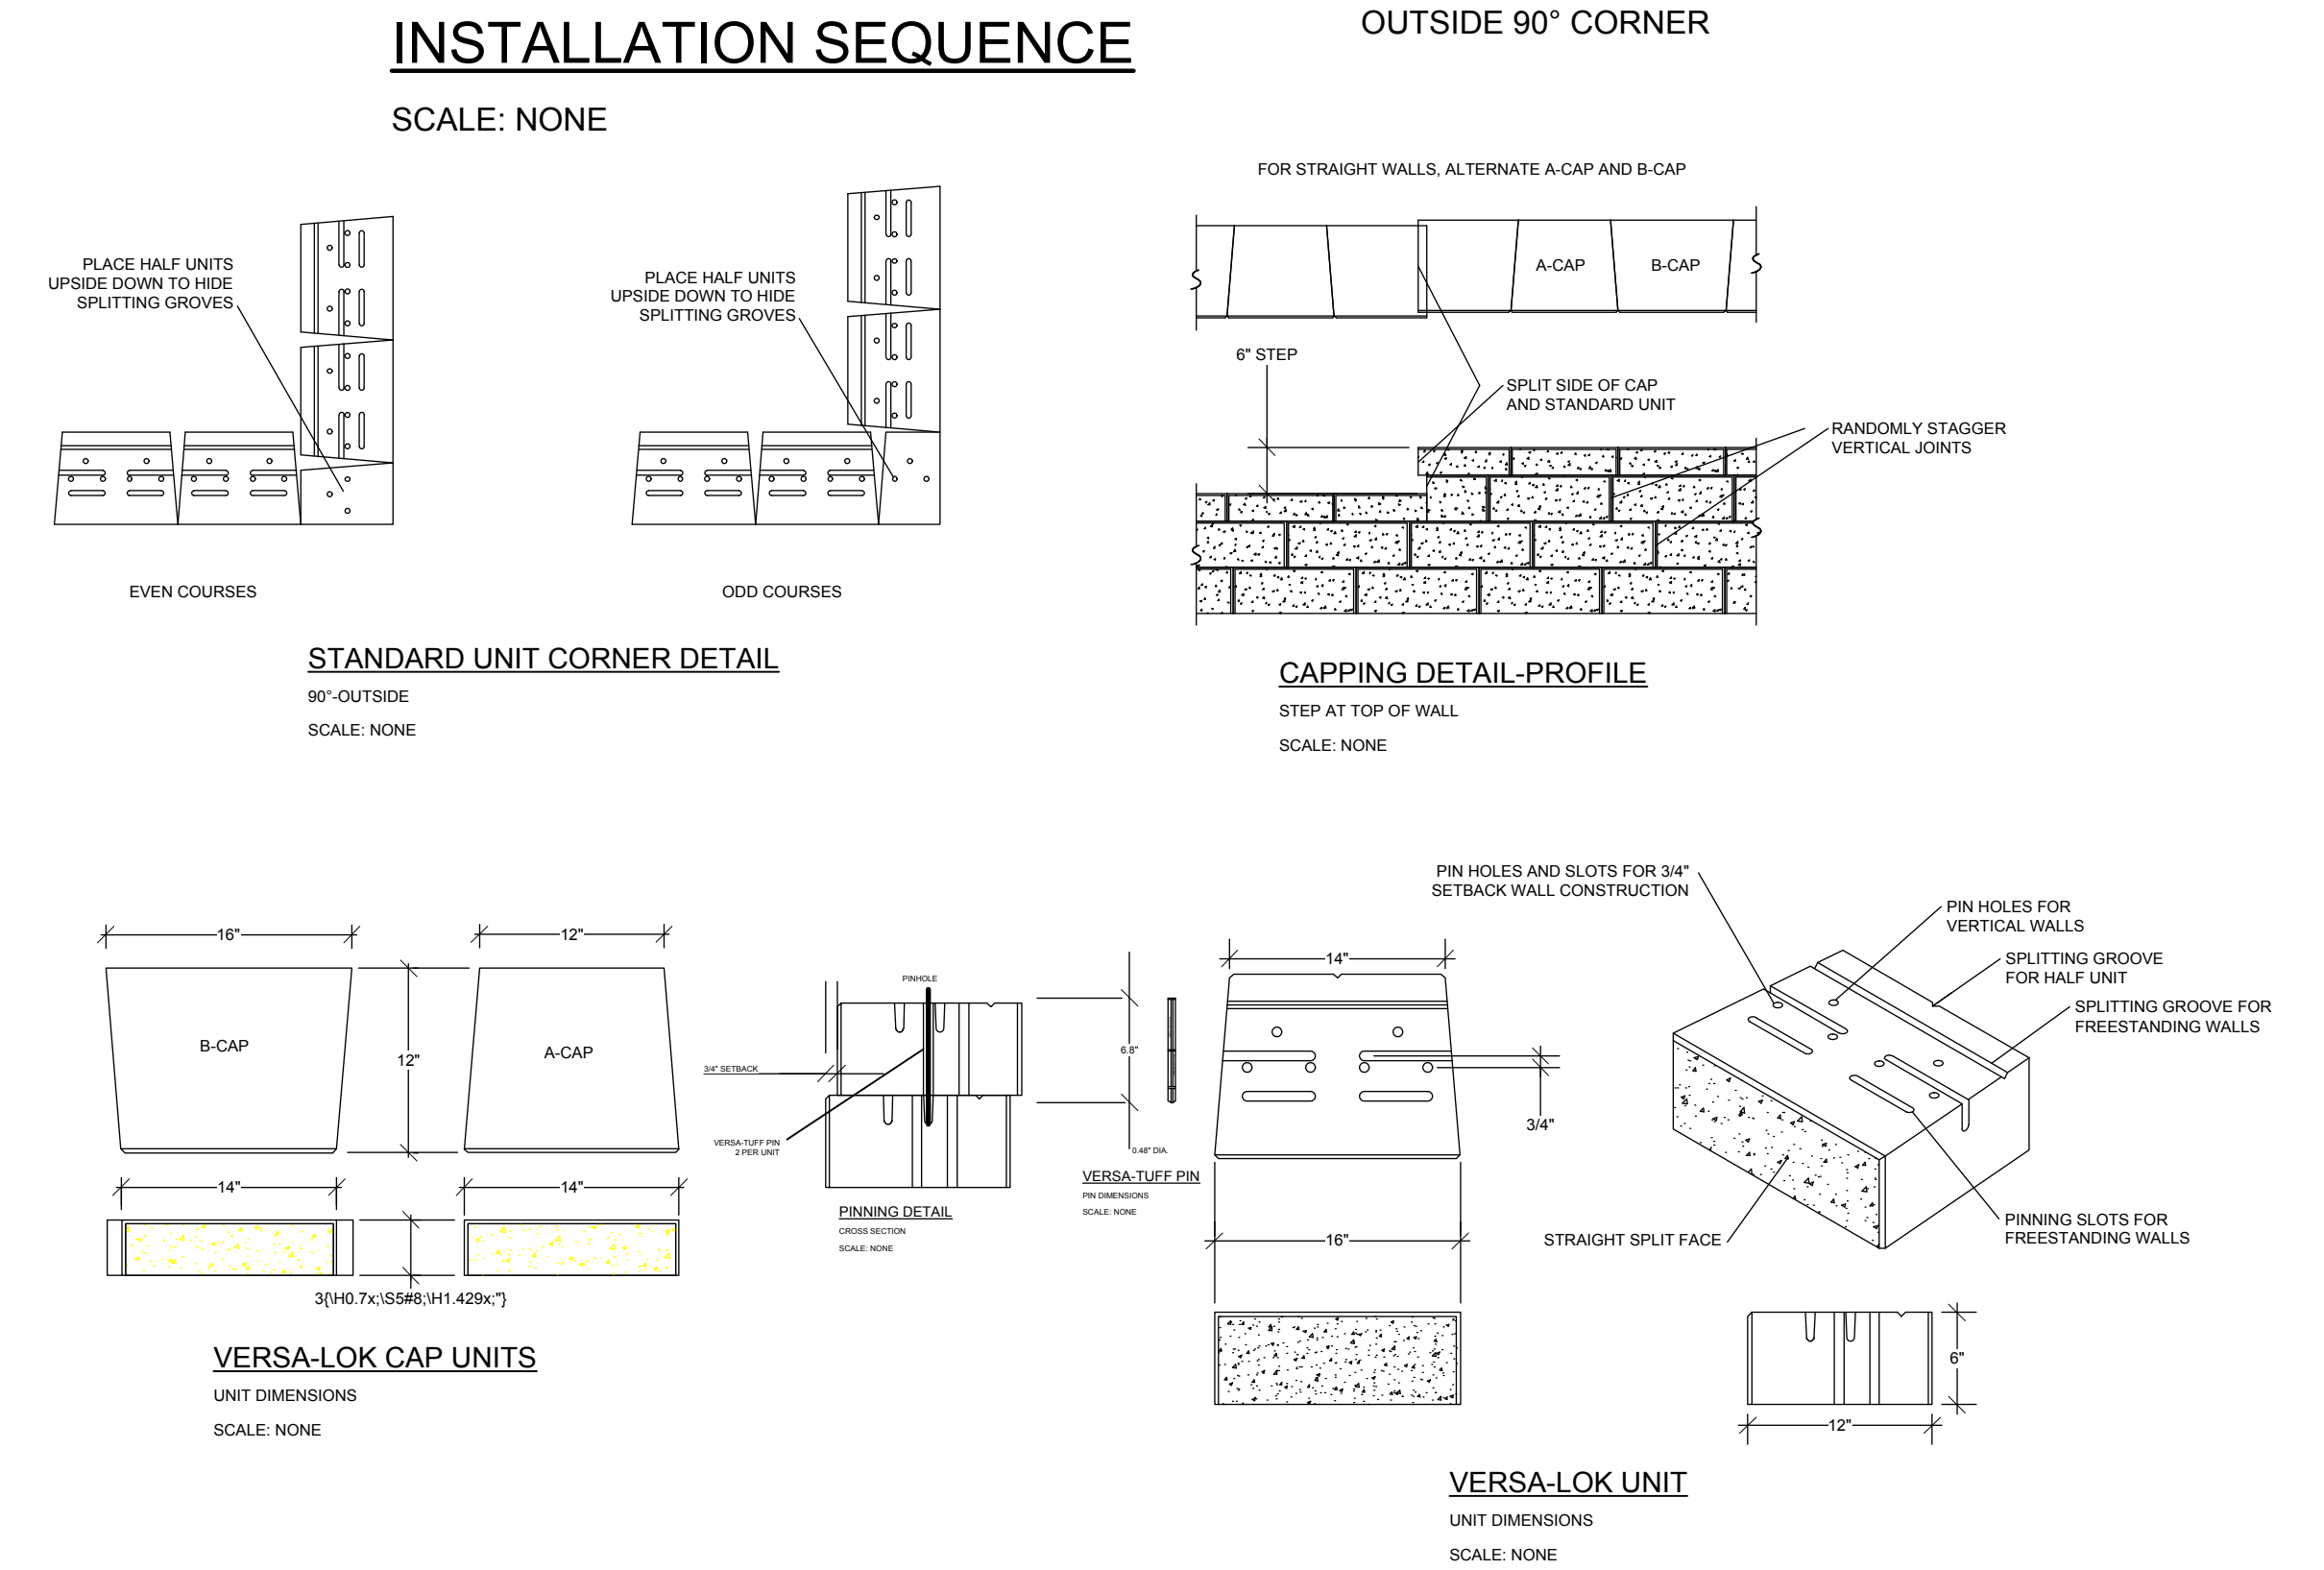 INSTALLATION SEQUENCE
SCALE: NONE
OUTSIDE 90° CORNER
PLACE HALF UNITS
UPSIDE DOWN TO HIDE
SPLITTING GROVES
EVEN COURSES
PLACE HALF UNITS
UPSIDE DOWN TO HIDE
SPLITTING GROVES
ODD COURSES
STANDARD UNIT CORNER DETAIL
90°-OUTSIDE
SCALE: NONE
FOR STRAIGHT WALLS, ALTERNATE A-CAP AND B-CAP
A-CAP
B-CAP
6" STEP
SPLIT SIDE OF CAP
AND STANDARD UNIT
RANDOMLY STAGGER
VERTICAL JOINTS
CAPPING DETAIL-PROFILE
STEP AT TOP OF WALL
SCALE: NONE
16"
12"
B-CAP
12"
A-CAP
14"
14"
3{\H0.7x;\S5#8;\H1.429x;"}
VERSA-LOK CAP UNITS
UNIT DIMENSIONS
SCALE: NONE
PINHOLE
3/4" SETBACK
VERSA-TUFF PIN
2 PER UNIT
PINNING DETAIL
CROSS SECTION
SCALE: NONE
6.8"
0.48" DIA.
VERSA-TUFF PIN
PIN DIMENSIONS
SCALE: NONE
14"
3/4"
16"
PIN HOLES AND SLOTS FOR 3/4"
SETBACK WALL CONSTRUCTION
PIN HOLES FOR
VERTICAL WALLS
SPLITTING GROOVE
FOR HALF UNIT
SPLITTING GROOVE FOR
FREESTANDING WALLS
STRAIGHT SPLIT FACE
PINNING SLOTS FOR
FREESTANDING WALLS
6"
12"
VERSA-LOK UNIT
UNIT DIMENSIONS
SCALE: NONE